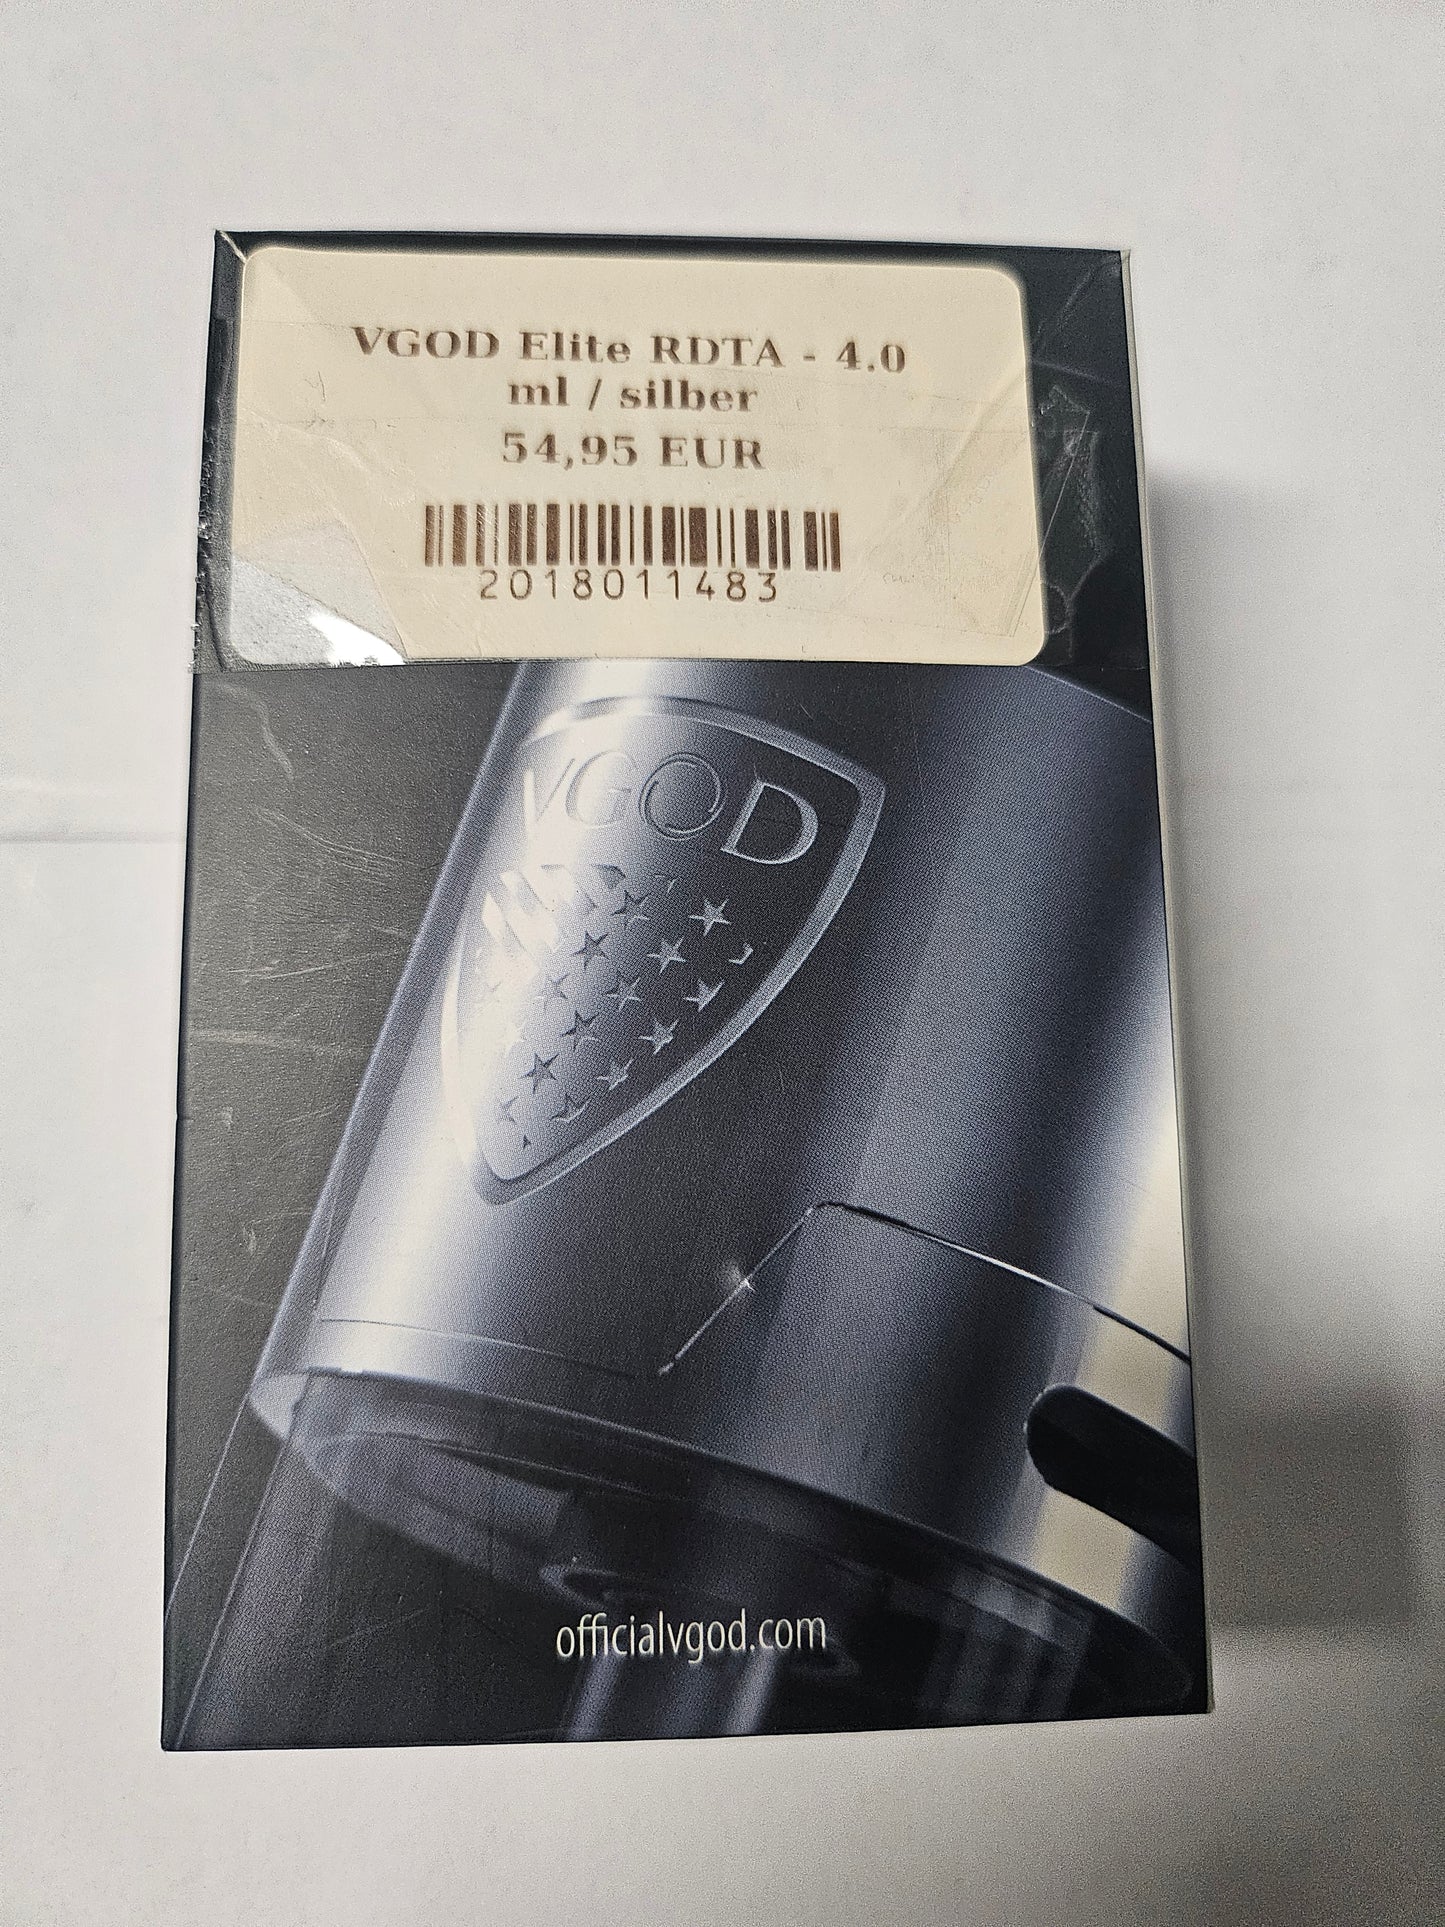 VGOD Elite RDTA - 4.0
ml / silber
54,95 EUR
2018011483
VGOD
officialvgod.com